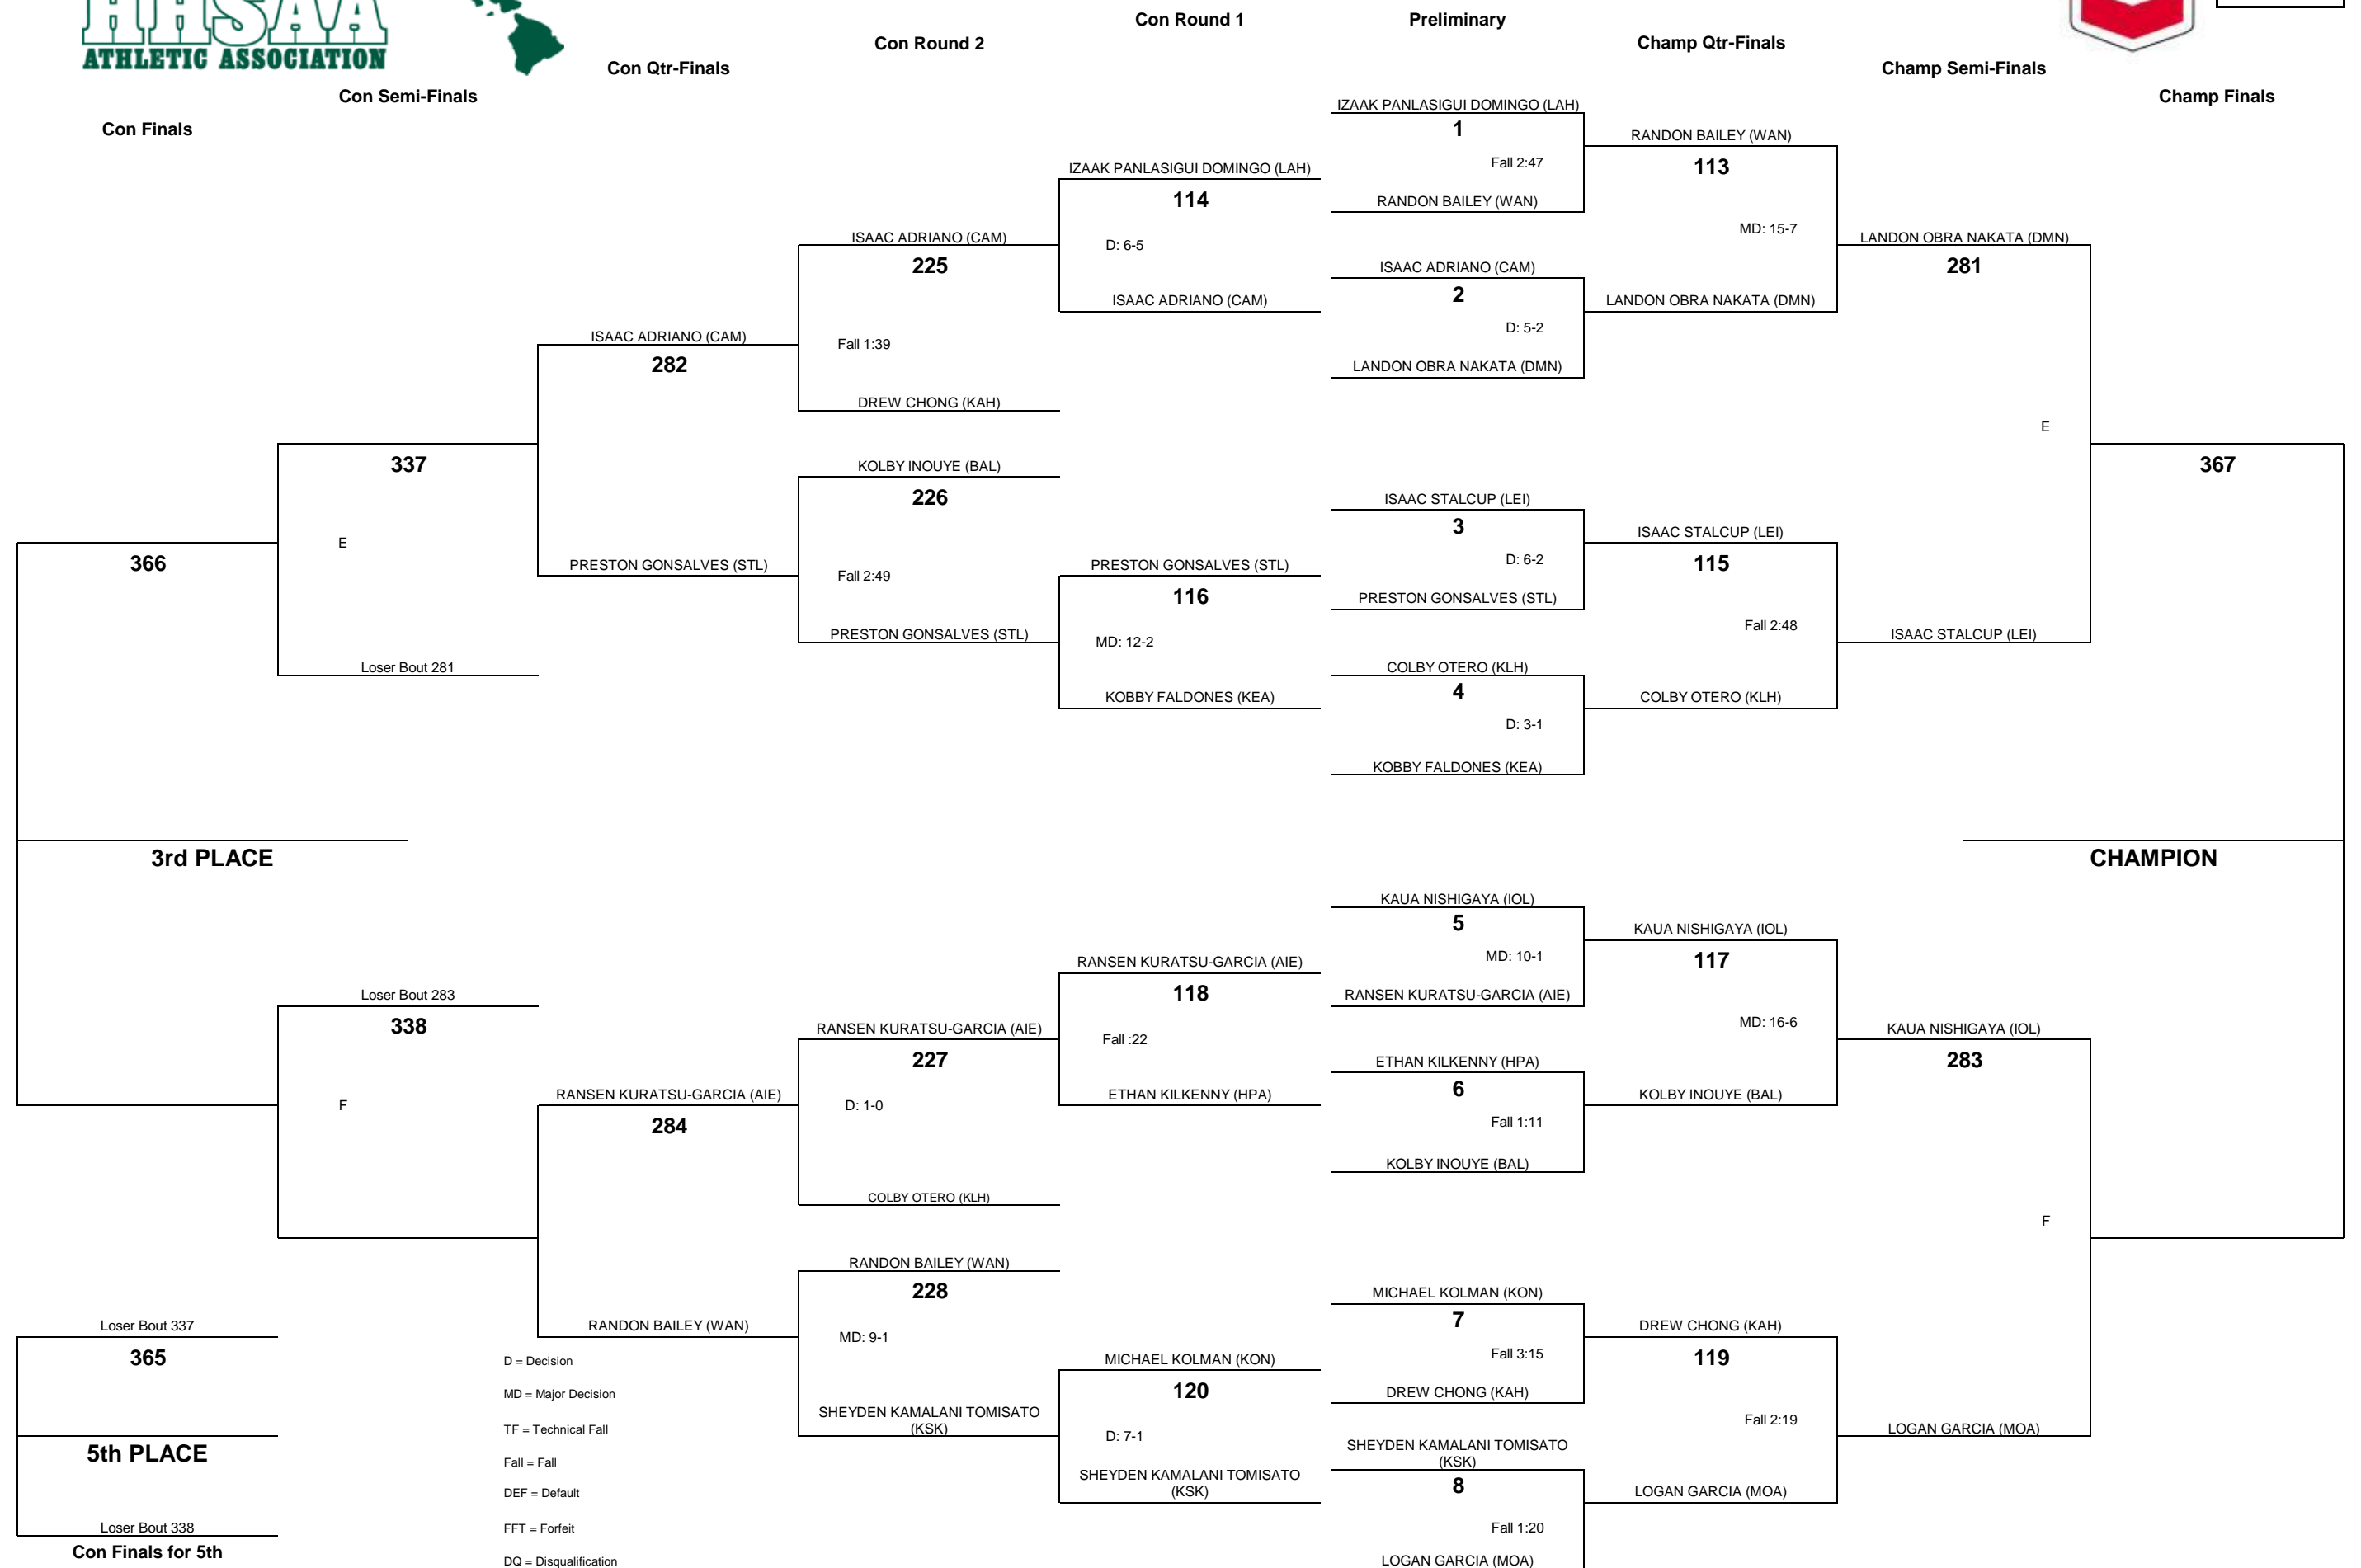 HHSAA
ATHLETIC ASSOCIATION
Con Round 1
Preliminary
Con Round 2
Champ Qtr-Finals
Con Qtr-Finals
Champ Semi-Finals
Con Semi-Finals
Champ Finals
Con Finals
IZAAK PANLASIGUI DOMINGO (LAH)
1
Fall 2:47
RANDON BAILEY (WAN)
ISAAC ADRIANO (CAM)
2
D: 5-2
LANDON OBRA NAKATA (DMN)
ISAAC STALCUP (LEI)
3
D: 6-2
PRESTON GONSALVES (STL)
COLBY OTERO (KLH)
4
D: 3-1
KOBBY FALDONES (KEA)
KAUA NISHIGAYA (IOL)
5
MD: 10-1
RANSEN KURATSU-GARCIA (AIE)
ETHAN KILKENNY (HPA)
6
Fall 1:11
KOLBY INOUYE (BAL)
MICHAEL KOLMAN (KON)
7
Fall 3:15
DREW CHONG (KAH)
SHEYDEN KAMALANI TOMISATO
(KSK)
8
Fall 1:20
LOGAN GARCIA (MOA)
RANDON BAILEY (WAN)
113
MD: 15-7
LANDON OBRA NAKATA (DMN)
ISAAC STALCUP (LEI)
115
Fall 2:48
COLBY OTERO (KLH)
KAUA NISHIGAYA (IOL)
117
MD: 16-6
KOLBY INOUYE (BAL)
DREW CHONG (KAH)
119
Fall 2:19
LOGAN GARCIA (MOA)
LANDON OBRA NAKATA (DMN)
281
E
ISAAC STALCUP (LEI)
KAUA NISHIGAYA (IOL)
283
F
LOGAN GARCIA (MOA)
367
CHAMPION
IZAAK PANLASIGUI DOMINGO (LAH)
114
D: 6-5
ISAAC ADRIANO (CAM)
PRESTON GONSALVES (STL)
116
MD: 12-2
KOBBY FALDONES (KEA)
RANSEN KURATSU-GARCIA (AIE)
118
Fall :22
ETHAN KILKENNY (HPA)
MICHAEL KOLMAN (KON)
120
D: 7-1
SHEYDEN KAMALANI TOMISATO
(KSK)
ISAAC ADRIANO (CAM)
225
Fall 1:39
DREW CHONG (KAH)
KOLBY INOUYE (BAL)
226
Fall 2:49
PRESTON GONSALVES (STL)
RANSEN KURATSU-GARCIA (AIE)
227
D: 1-0
COLBY OTERO (KLH)
RANDON BAILEY (WAN)
228
MD: 9-1
SHEYDEN KAMALANI TOMISATO
(KSK)
ISAAC ADRIANO (CAM)
282
PRESTON GONSALVES (STL)
RANSEN KURATSU-GARCIA (AIE)
284
RANDON BAILEY (WAN)
337
E
Loser Bout 281
Loser Bout 283
338
F
366
3rd PLACE
Loser Bout 337
365
5th PLACE
Loser Bout 338
Con Finals for 5th
D = Decision
MD = Major Decision
TF = Technical Fall
Fall = Fall
DEF = Default
FFT = Forfeit
DQ = Disqualification